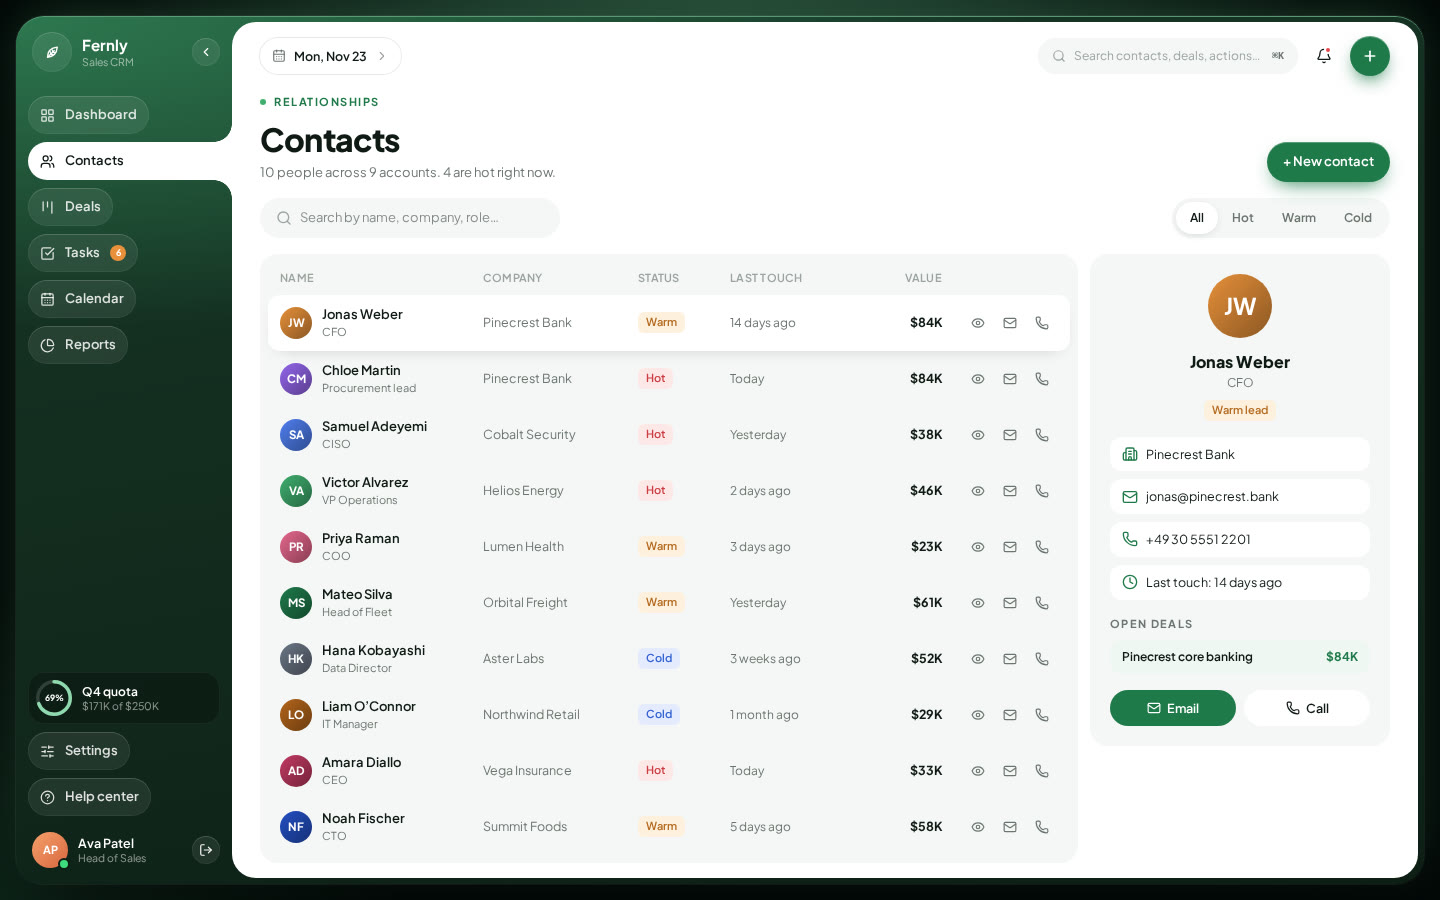 Fernly
Sales CRM
Dashboard
Contacts
Deals
Tasks 6
Calendar
Reports
69%
Q4 quota
$171K of $250K
Settings
Help center
AP
Ava Patel
Head of Sales
Mon, Nov 23
Search contacts, deals, actions... ⌘K
RELATIONSHIPS
Contacts
10 people across 9 accounts. 4 are hot right now.
+ New contact
Search by name, company, role...
All Hot Warm Cold
NAME COMPANY STATUS LAST TOUCH VALUE
JW Jonas Weber CFO Pinecrest Bank Warm 14 days ago $84K
CM Chloe Martin Procurement lead Pinecrest Bank Hot Today $84K
SA Samuel Adeyemi CISO Cobalt Security Hot Yesterday $38K
VA Victor Alvarez VP Operations Helios Energy Hot 2 days ago $46K
PR Priya Raman COO Lumen Health Warm 3 days ago $23K
MS Mateo Silva Head of Fleet Orbital Freight Warm Yesterday $61K
HK Hana Kobayashi Data Director Aster Labs Cold 3 weeks ago $52K
LO Liam O’Connor IT Manager Northwind Retail Cold 1 month ago $29K
AD Amara Diallo CEO Vega Insurance Hot Today $33K
NF Noah Fischer CTO Summit Foods Warm 5 days ago $58K
JW
Jonas Weber
CFO
Warm lead
Pinecrest Bank
jonas@pinecrest.bank
+49 30 5551 2201
Last touch: 14 days ago
OPEN DEALS
Pinecrest core banking $84K
Email Call